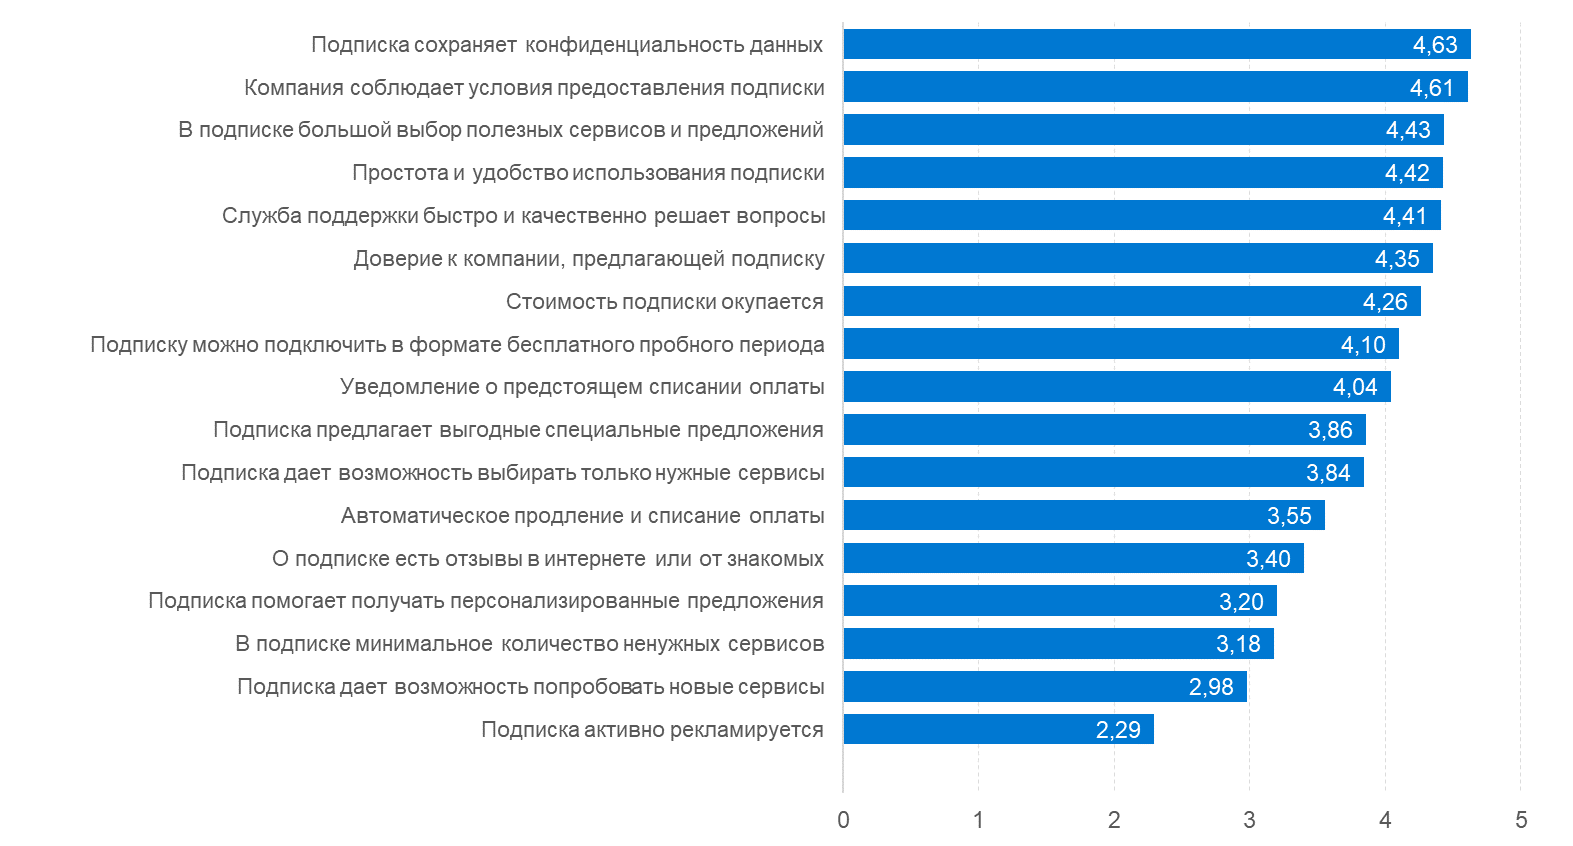 Подписка сохраняет конфиденциальность данных 4,63
Компания соблюдает условия предоставления подписки 4,61
В подписке большой выбор полезных сервисов и предложений 4,43
Простота и удобство использования подписки 4,42
Служба поддержки быстро и качественно решает вопросы 4,41
Доверие к компании, предлагающей подписку 4,35
Стоимость подписки окупается 4,26
Подписку можно подключить в формате бесплатного пробного периода 4,10
Уведомление о предстоящем списании оплаты 4,04
Подписка предлагает выгодные специальные предложения 3,86
Подписка дает возможность выбирать только нужные сервисы 3,84
Автоматическое продление и списание оплаты 3,55
О подписке есть отзывы в интернете или от знакомых 3,40
Подписка помогает получать персонализированные предложения 3,20
В подписке минимальное количество ненужных сервисов 3,18
Подписка дает возможность попробовать новые сервисы 2,98
Подписка активно рекламируется 2,29
0 1 2 3 4 5